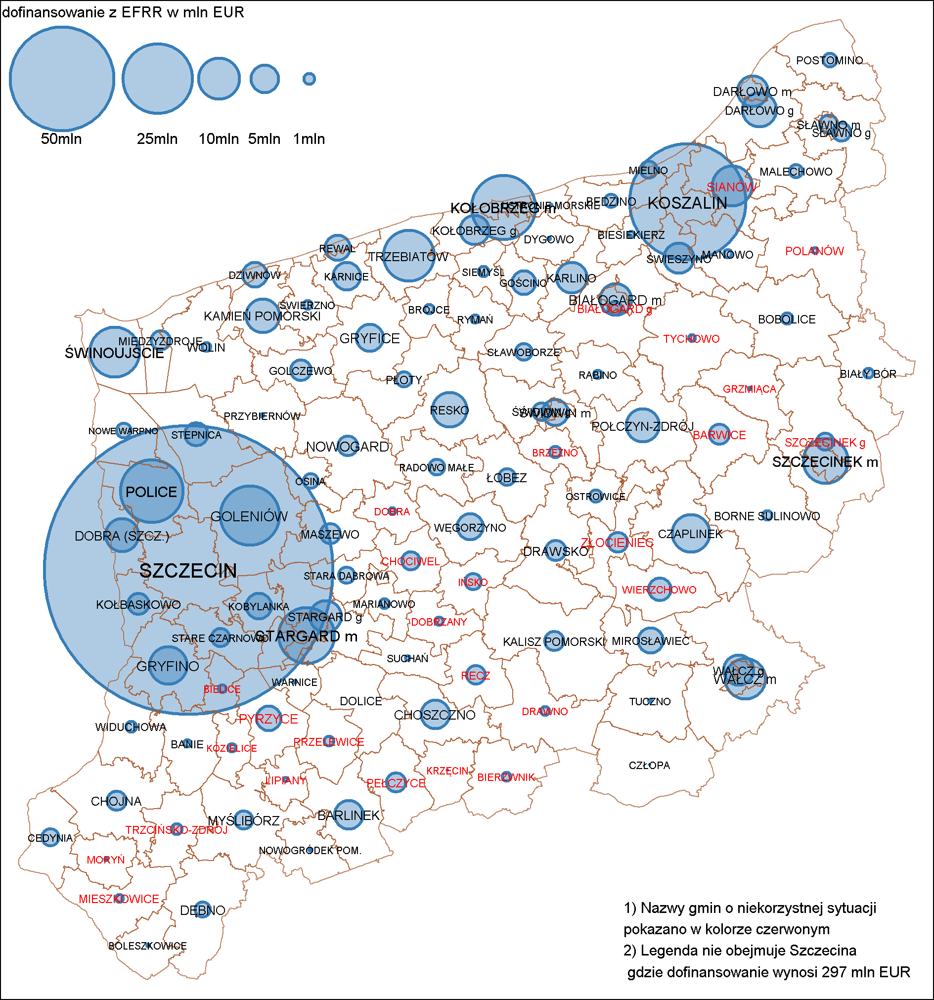 dofinansowanie z EFRR w mln EUR
50mln 25mln 10mln 5mln 1mln
POSTOMINO
DARŁOWO m
DARŁOWO g
SŁAWNO m
SŁAWNO g
MIELNO
MALECHOWO
SIANÓW
KOSZALIN
BĘDZINO
USTRONIE MORSKIE
KOŁOBRZEG m
KOŁOBRZEG g
DYGOWO
BIESIEKIERZ
REWAL
TRZEBIATÓW
ŚWIESZYNO
MANOWO
POLANÓW
DZIWNÓW
KARNICE
SIEMYŚL
GOŚCINO
KARLINO
BIAŁOGARD m
BIAŁOGARD g
ŚWIERZNO
KAMIEŃ POMORSKI
BROJCE
RYMAŃ
BOBOLICE
GRYFICE
TYCHOWO
MIĘDZYZDROJE
WOLIN
ŚWINOUJŚCIE
SŁAWOBORZE
GOLCZEWO
PŁOTY
RĄBINO
BIAŁY BÓR
GRZMIĄCA
RESKO
ŚWIDWIN g
ŚWIDWIN m
PRZYBIERNÓW
NOWE WARPNO
STEPNICA
POŁCZYN-ZDRÓJ
BARWICE
NOWOGARD
SZCZECINEK g
SZCZECINEK m
BRZEŻNO
RADOWO MAŁE
ŁOBEZ
OSINA
POLICE
OSTROWICE
DOBRA
GOLENIÓW
BORNE SULINOWO
WĘGORZYNO
CZAPLINEK
MASZEWO
DOBRA (SZCZ.)
ZŁOCIENIEC
DRAWSKO
CHOCIWEL
SZCZECIN
STARA DĄBROWA
IŃSKO
WIERZCHOWO
KOŁBASKOWO
KOBYLANKA
MARIANOWO
STARGARD g
DOBRZANY
STARE CZARNOWO
STARGARD m
KALISZ POMORSKI
MIROSŁAWIEC
SUCHAŃ
GRYFINO
WAŁCZ g
WAŁCZ m
RECZ
WARNICE
BIELICE
DOLICE
TUCZNO
DRAWNO
CHOSZCZNO
PYRZYCE
WIDUCHOWA
BANIE
KOZIELICE
PRZELEWICE
CZŁOPA
KRZĘCIN
BIERZWNIK
LIPIANY
PEŁCZYCE
CHOJNA
BARLINEK
MYŚLIBÓRZ
TRZCIŃSKO-ZDRÓJ
CEDYNIA
NOWOGRÓDEK POM.
MORYŃ
MIESZKOWICE
DĘBNO
BOLESZKOWICE
1) Nazwy gmin o niekorzystnej sytuacji
pokazano w kolorze czerwonym
2) Legenda nie obejmuje Szczecina
gdzie dofinansowanie wynosi 297 mln EUR